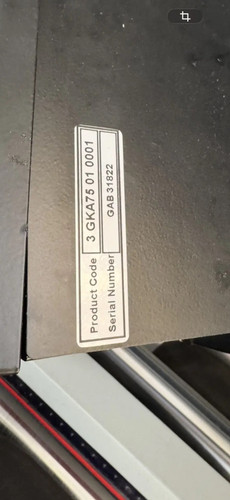 Product Code 3 GKA75 01 0001
Serial Number GAB 31822